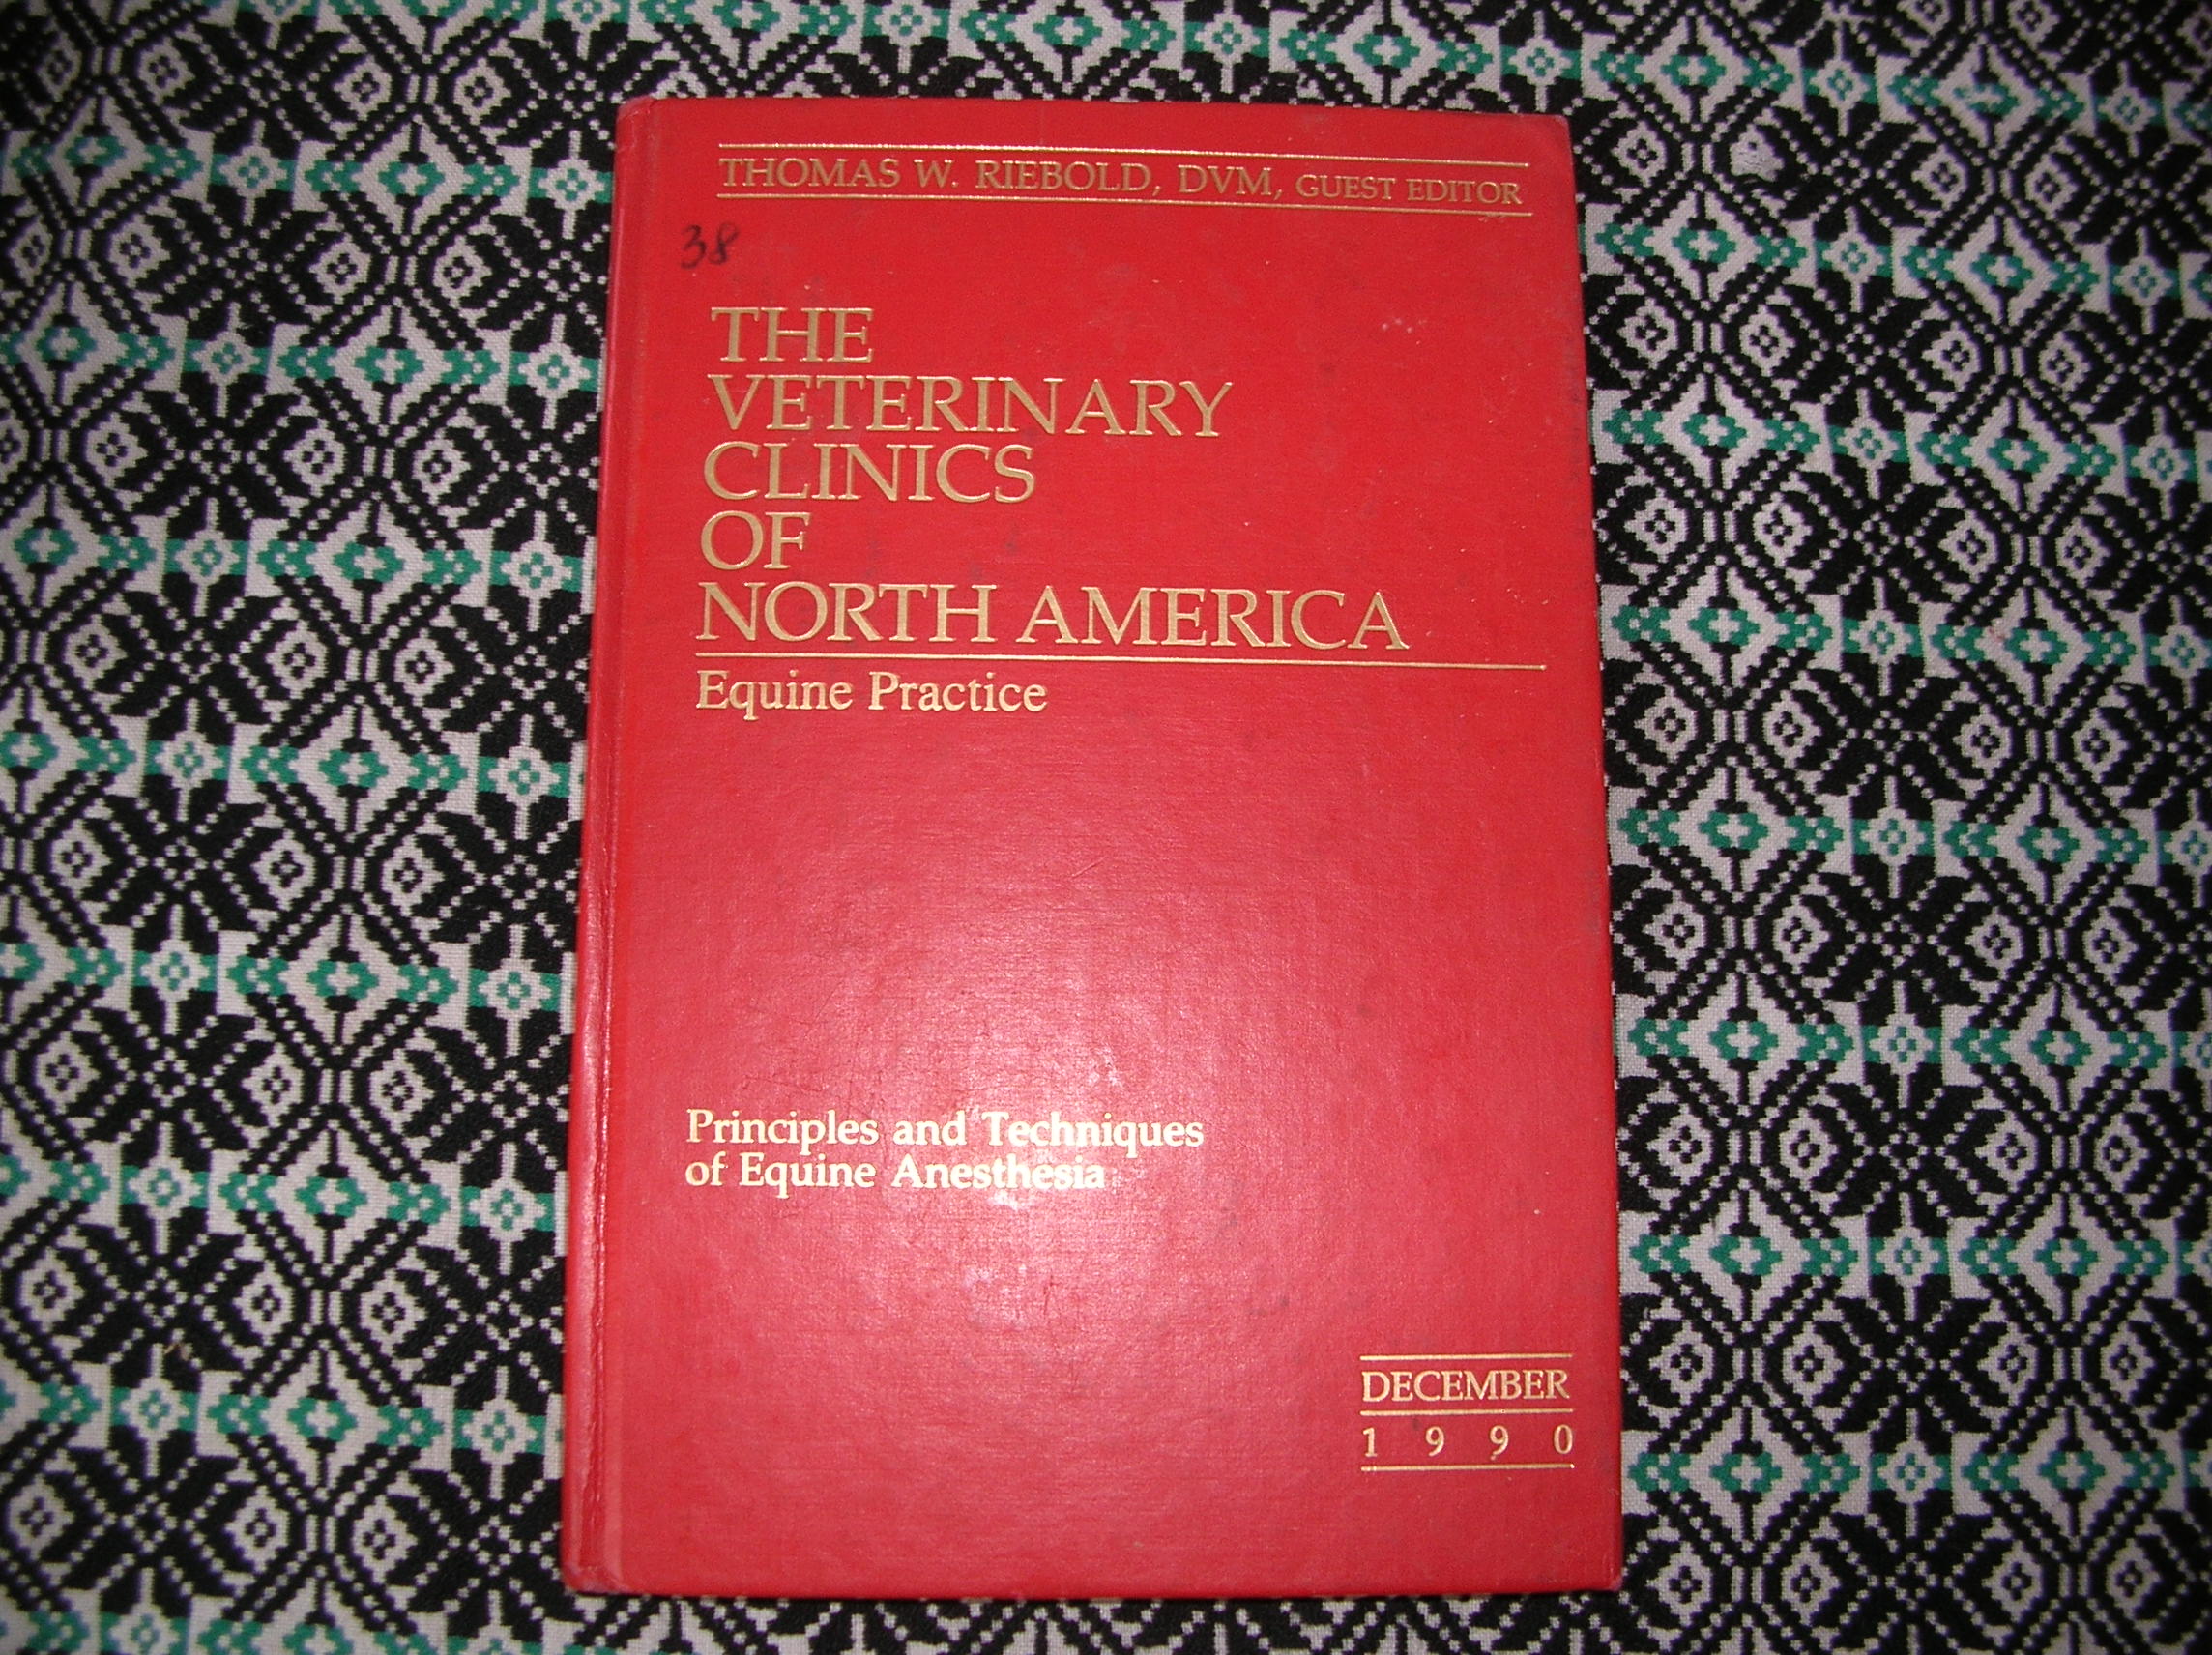 THOMAS W. RIEBOLD, DVM, GUEST EDITOR
38
THE
VETERINARY
CLINICS
OF
NORTH AMERICA
Equine Practice
Principles and Techniques
of Equine Anesthesia
DECEMBER
1990